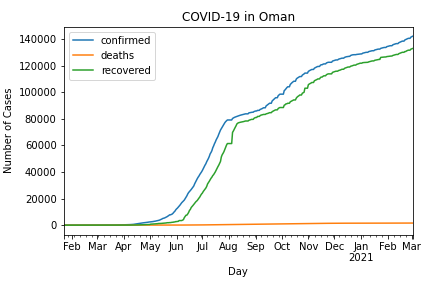 COVID-19 in Oman
confirmed
deaths
recovered
Number of Cases
140000
120000
100000
80000
60000
40000
20000
0
Feb Mar Apr May Jun Jul Aug Sep Oct Nov Dec Jan Feb Mar
2021
Day